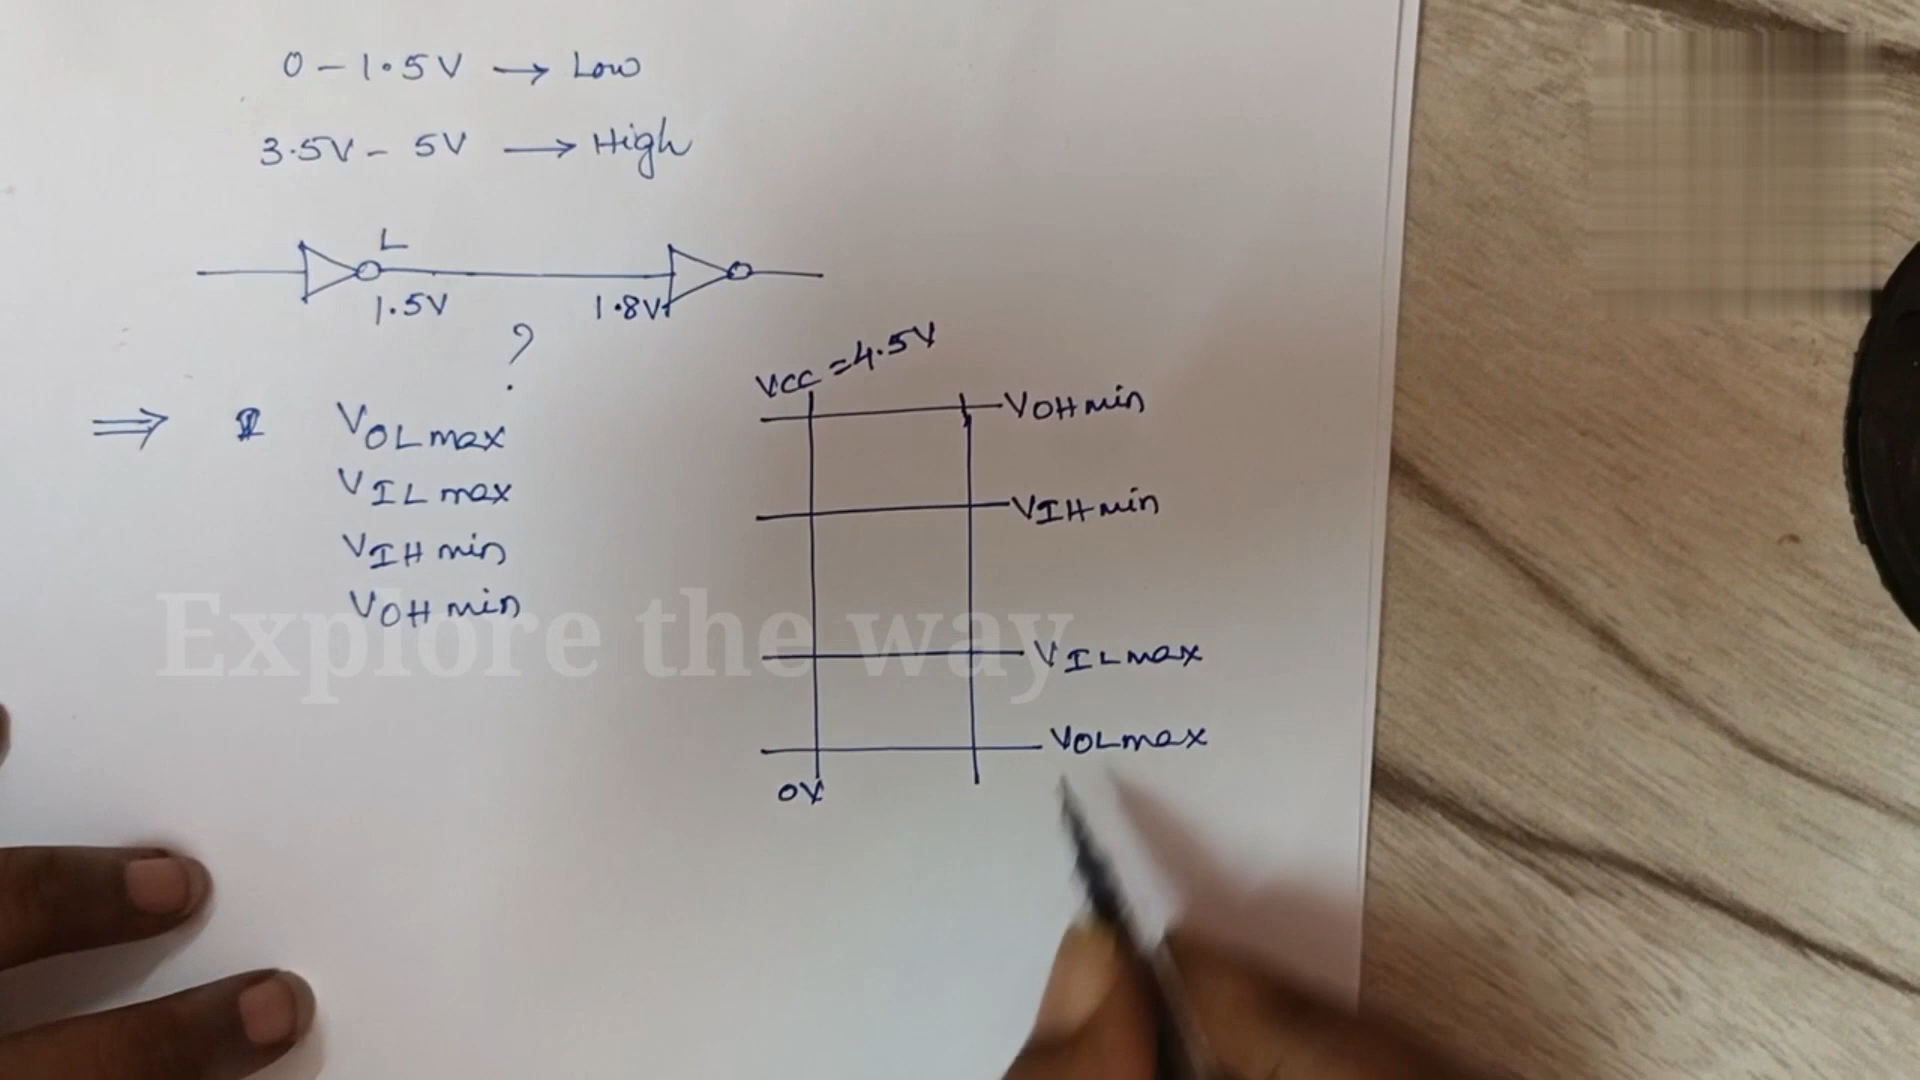 0 - 1.5V → Low
3.5V - 5V → High
L
1.5V
1.8V
?
⇒ VOLmax
VILmax
VIHmin
VOHmin
VCC = 4.5V
VOHmin
VIHmin
VILmax
VOLmax
0V
Explore the way